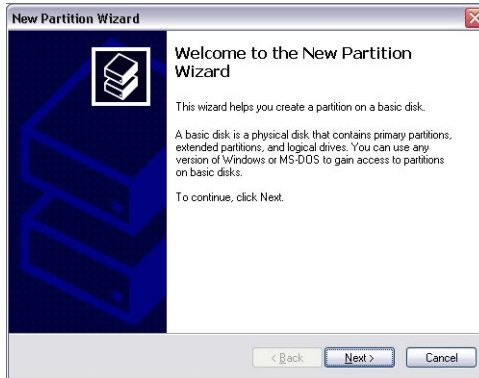 New Partition Wizard
Welcome to the New Partition
Wizard
This wizard helps you create a partition on a basic disk.
A basic disk is a physical disk that contains primary partitions,
extended partitions, and logical drives. You can use any
version of Windows or MS-DOS to gain access to partitions
on basic disks.
To continue, click Next.
< Back
Next >
Cancel